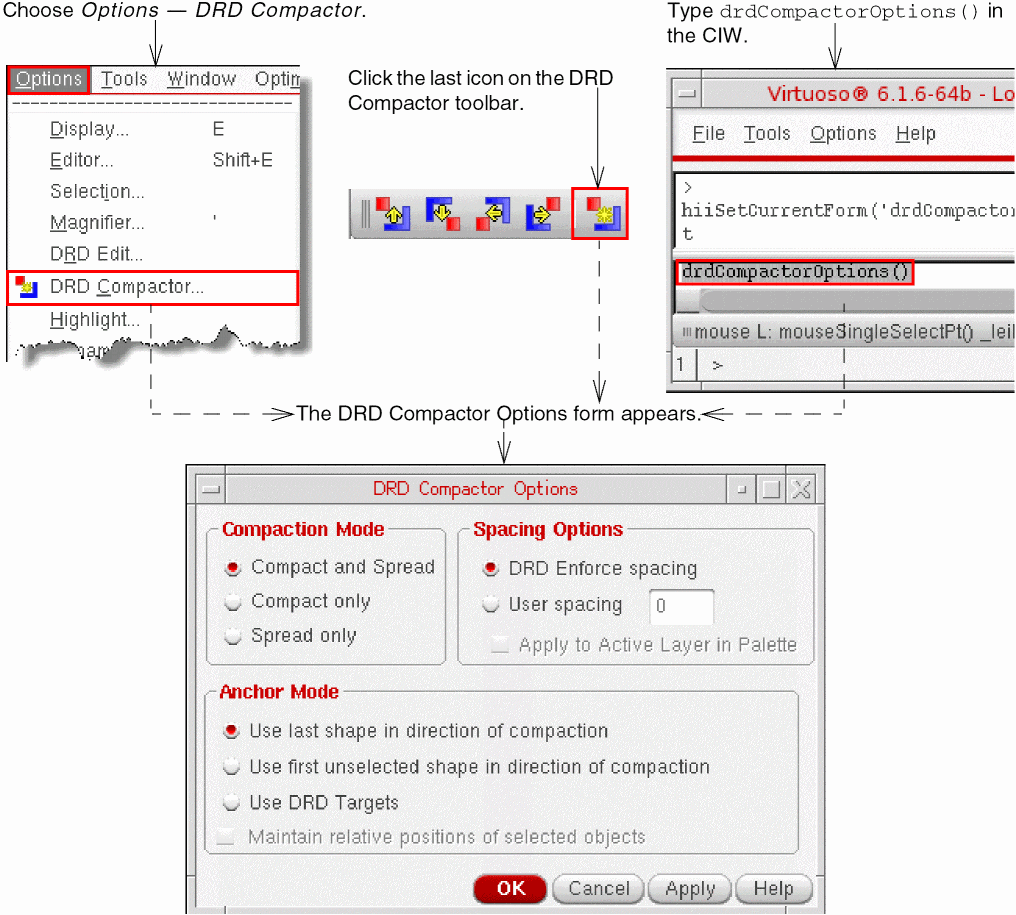 Choose Options — DRD Compactor.
Options Tools Window Optim
Display... E
Editor... Shift+E
Selection...
Magnifier... '
DRD Edit...
DRD Compactor...
Highlight...
Click the last icon on the DRD
Compactor toolbar.
Type drdCompactorOptions() in
the CIW.
Virtuoso® 6.1.6-64b - Lo
File Tools Options Help
>
hiiSetCurrentForm('drdCompactor
t
drdCompactorOptions()
mouse L: mouseSingleSelectPt() _leil
1 >
The DRD Compactor Options form appears.
DRD Compactor Options
Compaction Mode
Compact and Spread
Compact only
Spread only
Spacing Options
DRD Enforce spacing
User spacing 0
Apply to Active Layer in Palette
Anchor Mode
Use last shape in direction of compaction
Use first unselected shape in direction of compaction
Use DRD Targets
Maintain relative positions of selected objects
OK Cancel Apply Help